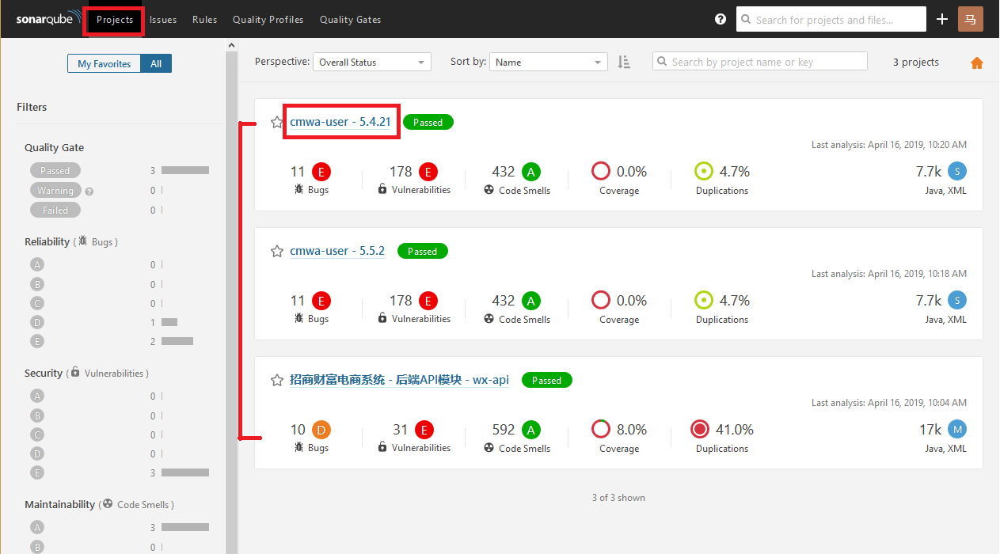 sonarqube Projects Issues Rules Quality Profiles Quality Gates ? Search for projects and files... 马
My Favorites All
Perspective: Overall Status Sort by: Name Search by project name or key 3 projects
Filters
Quality Gate
Passed 3
Warning ? 0
Failed 0
Reliability ( Bugs )
A 0
B 0
C 0
D 1
E 2
Security ( Vulnerabilities )
A 0
B 0
C 0
D 0
E 3
Maintainability ( Code Smells )
A 3
B 0
cmwa-user - 5.4.21 Passed
Last analysis: April 16, 2019, 10:20 AM
11 E 178 E 432 A 0.0% 4.7% 7.7k S
Bugs Vulnerabilities Code Smells Coverage Duplications Java, XML
cmwa-user - 5.5.2 Passed
Last analysis: April 16, 2019, 10:18 AM
11 E 178 E 432 A 0.0% 4.7% 7.7k S
Bugs Vulnerabilities Code Smells Coverage Duplications Java, XML
招商财富电商系统 - 后端API模块 - wx-api Passed
Last analysis: April 16, 2019, 10:04 AM
10 D 31 E 592 A 8.0% 41.0% 17k M
Bugs Vulnerabilities Code Smells Coverage Duplications Java, XML
3 of 3 shown